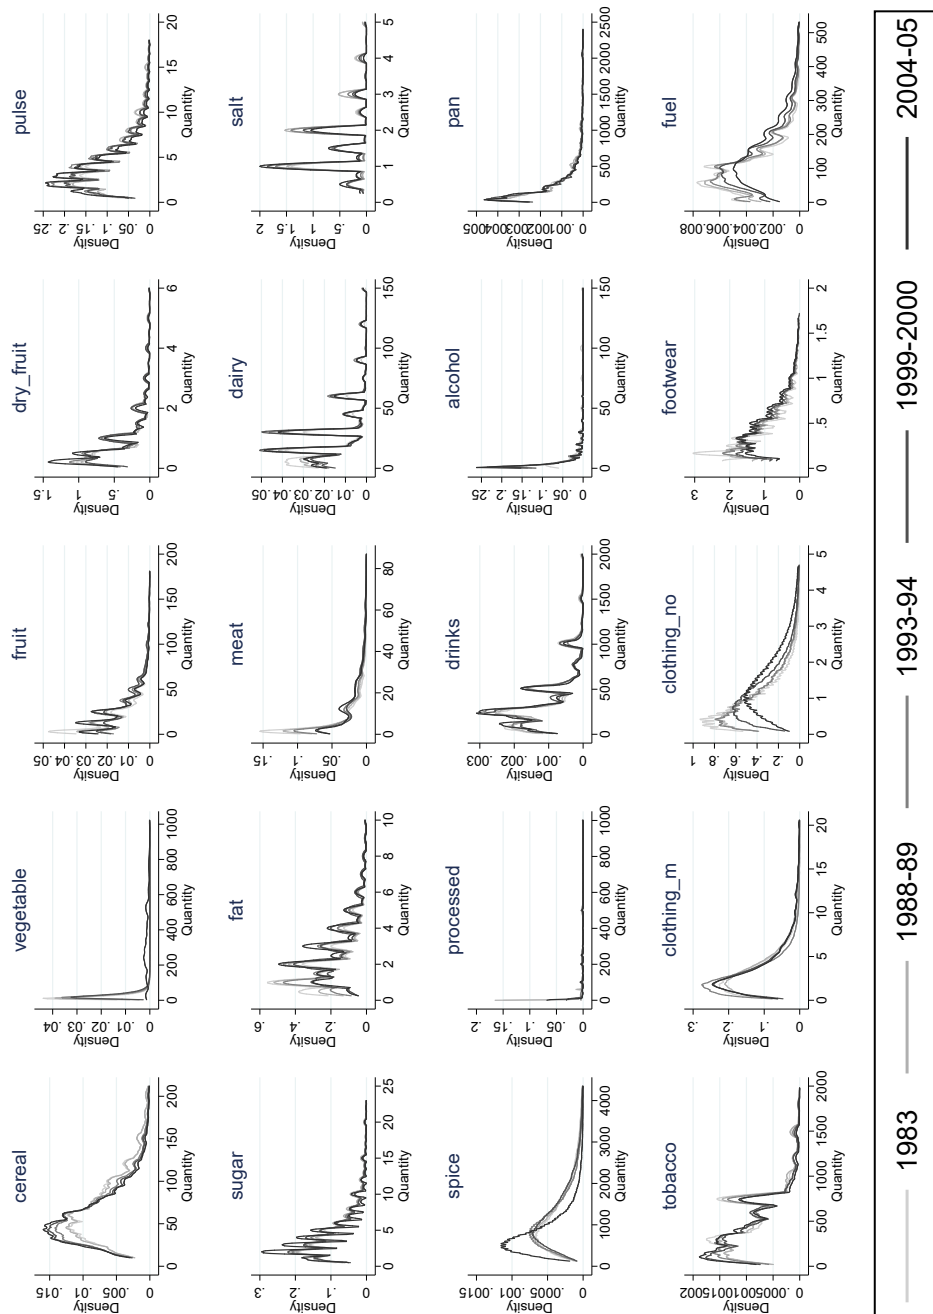 cereal
Density
0 .005 .01 .015
0 50 100 150 200
Quantity
vegetable
Density
0 .01 .02 .03 .04
0 200 400 600 800 1000
Quantity
fruit
Density
0 .01 .02 .03 .04 .05
0 50 100 150 200
Quantity
dry_fruit
Density
0 .5 1 1.5
0 2 4 6
Quantity
pulse
Density
0 .05 .1 .15 .2 .25
0 5 10 15 20
Quantity
sugar
Density
0 .1 .2 .3
0 5 10 15 20 25
Quantity
fat
Density
0 .2 .4 .6
0 2 4 6 8 10
Quantity
meat
Density
0 .05 .1 .15
0 20 40 60 80
Quantity
dairy
Density
0 .01 .02 .03 .04 .05
0 50 100 150
Quantity
salt
Density
0 .5 1 1.5 2
0 1 2 3 4 5
Quantity
spice
Density
0 .0005 .001 .0015
0 1000 2000 3000 4000
Quantity
processed
Density
0 .05 .1 .15 .2
0 200 400 600 800 1000
Quantity
drinks
Density
0 .001 .002 .003
0 500 1000 1500 2000
Quantity
alcohol
Density
0 .05 .1 .15 .2 .25
0 50 100 150
Quantity
pan
Density
0 .001 .002 .003 .004 .005
0 500 1000 1500 2000 2500
Quantity
tobacco
Density
0 .0005 .001 .0015 .002
0 500 1000 1500 2000
Quantity
clothing_m
Density
0 .1 .2 .3
0 5 10 15 20
Quantity
clothing_no
Density
0 .2 .4 .6 .8 1
0 1 2 3 4 5
Quantity
footwear
Density
0 1 2 3
0 .5 1 1.5 2
Quantity
fuel
Density
0 .002 .004 .006 .008
0 100 200 300 400 500
Quantity
1983 1988-89 1993-94 1999-2000 2004-05